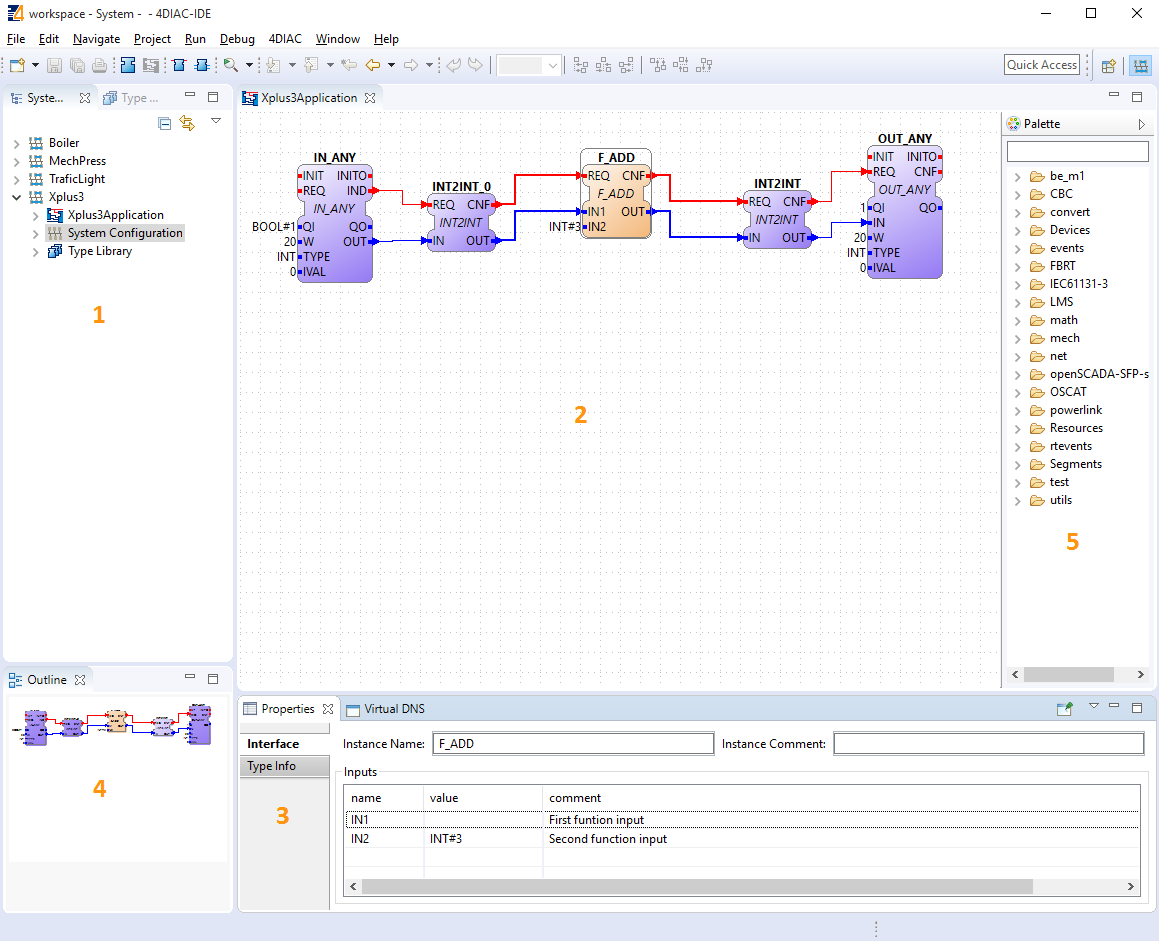 workspace - System -  - 4DIAC-IDE
File Edit Navigate Project Run Debug 4DIAC Window Help
Quick Access
Syste...
Type ...
Boiler
MechPress
TraficLight
Xplus3
Xplus3Application
System Configuration
Type Library
1
Xplus3Application
IN_ANY
INIT INITO
REQ IND
IN_ANY
BOOL#1 QI QO
20 W OUT
INT TYPE
0 IVAL
INT2INT_0
REQ CNF
INT2INT
IN OUT
F_ADD
REQ CNF
F_ADD
IN1 OUT
INT#3 IN2
INT2INT
REQ CNF
INT2INT
IN OUT
OUT_ANY
INIT INITO
REQ CNF
OUT_ANY
1 QI QO
IN
20 W
INT TYPE
0 IVAL
2
Palette
be_m1
CBC
convert
Devices
events
FBRT
IEC61131-3
LMS
math
mech
net
openSCADA-SFP-s
OSCAT
powerlink
Resources
rtevents
Segments
test
utils
5
Outline
4
Properties
Virtual DNS
Interface
Type Info
3
Instance Name: F_ADD
Instance Comment:
Inputs
name value comment
IN1 First funtion input
IN2 INT#3 Second function input